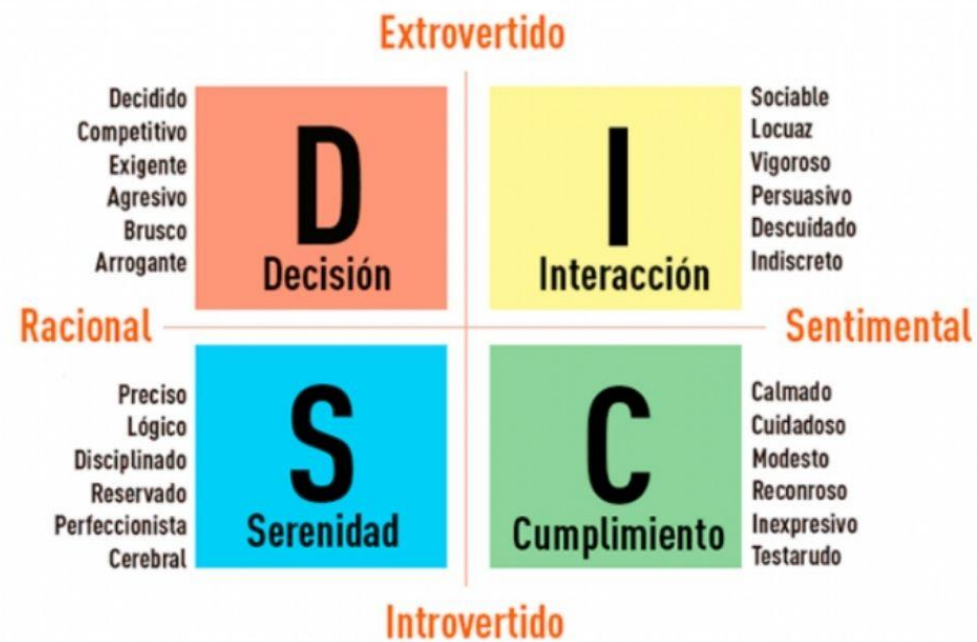 Extrovertido
Decidido
Competitivo
Exigente
Agresivo
Brusco
Arrogante
D
Decisión
I
Interacción
Sociable
Locuaz
Vigoroso
Persuasivo
Descuidado
Indiscreto
Racional
Sentimental
Preciso
Lógico
Disciplinado
Reservado
Perfeccionista
Cerebral
S
Serenidad
C
Cumplimiento
Calmado
Cuidadoso
Modesto
Reconroso
Inexpresivo
Testarudo
Introvertido